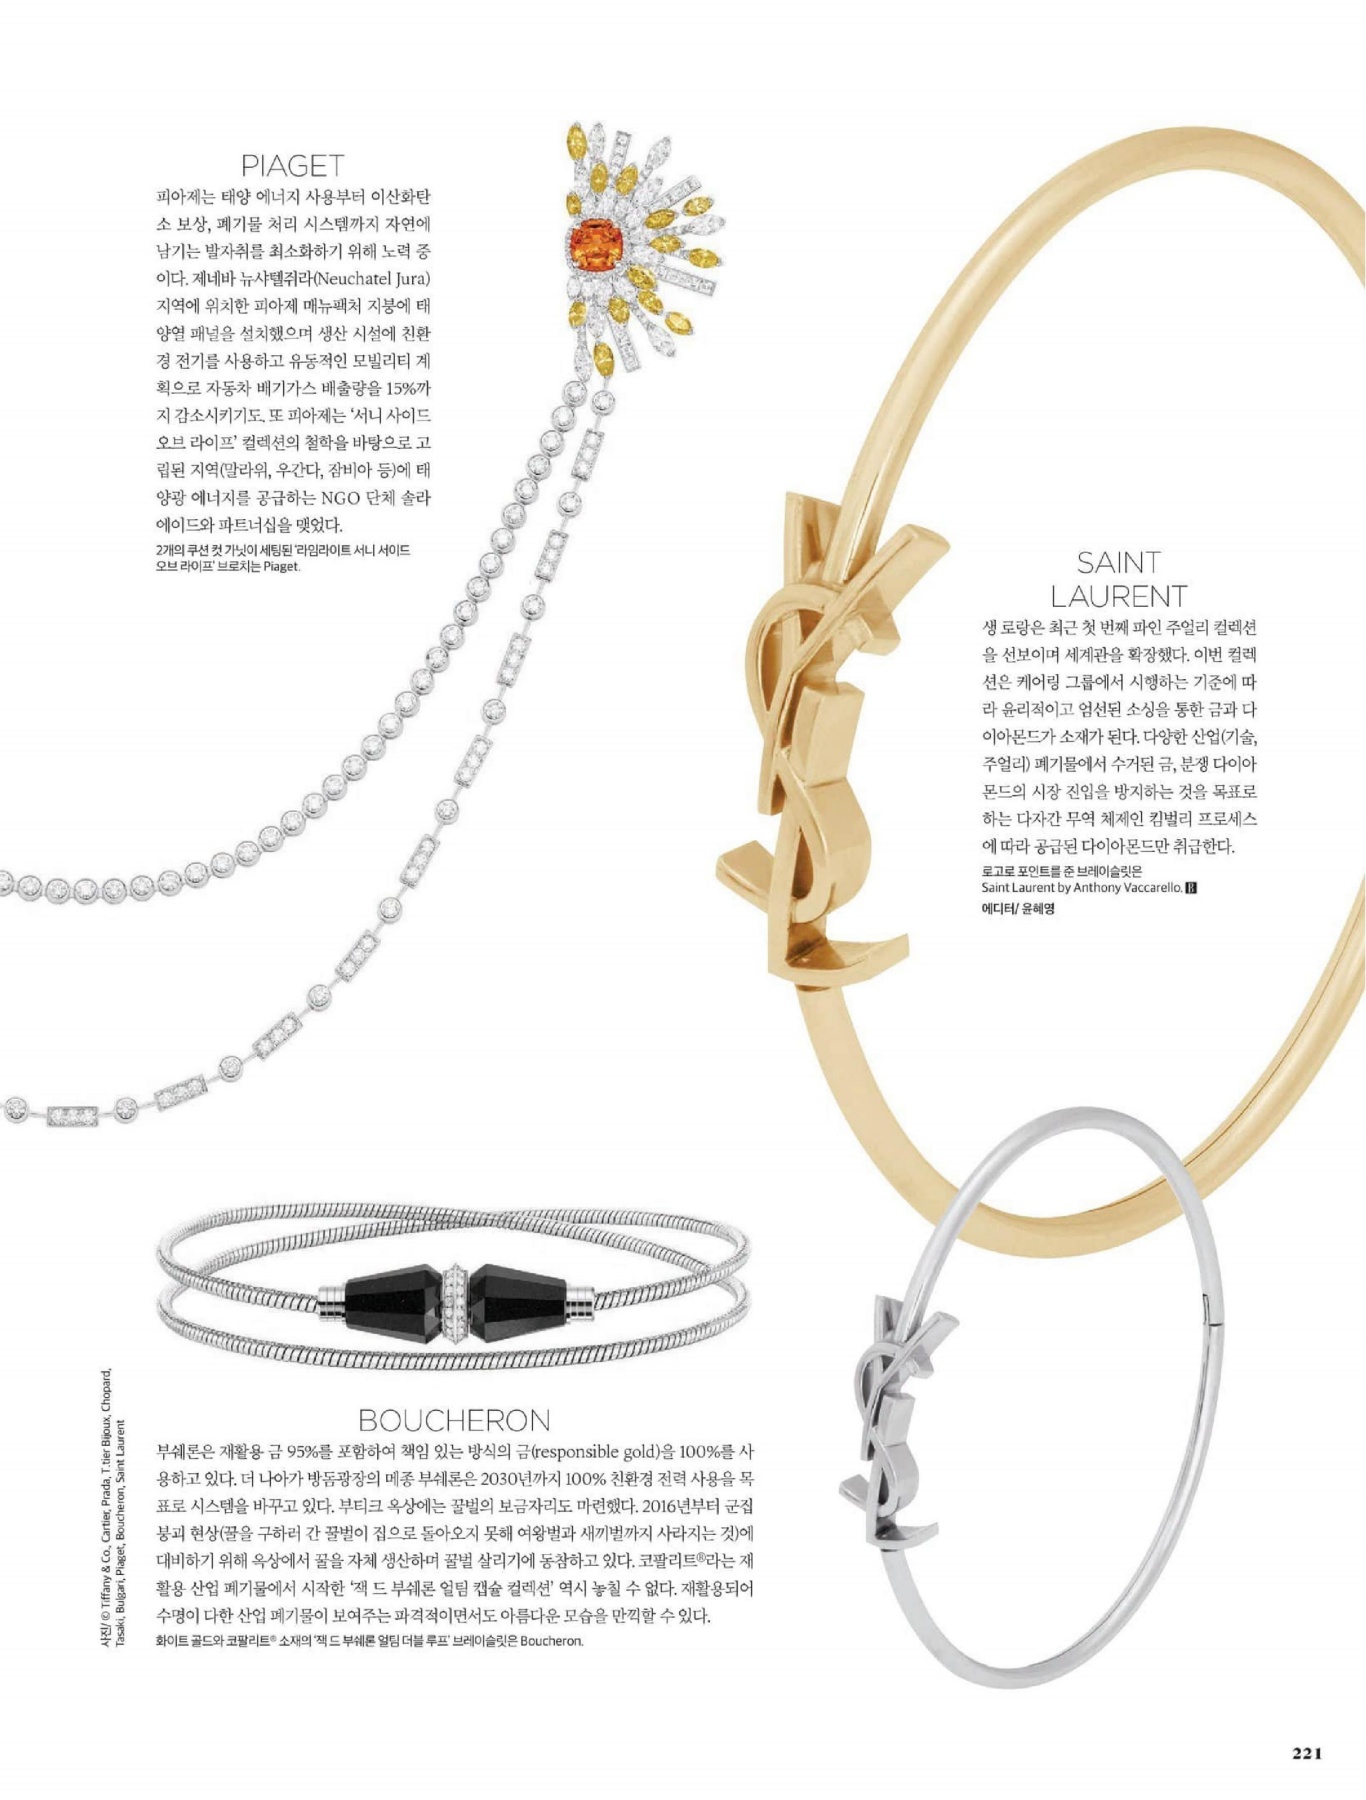 PIAGET
피아제는 태양 에너지 사용부터 이산화탄
소 보상, 폐기물 처리 시스템까지 자연에
남기는 발자취를 최소화하기 위해 노력 중
이다. 제네바 뉴샤텔쥐라(Neuchatel Jura)
지역에 위치한 피아제 매뉴팩처 지붕에 태
양열 패널을 설치했으며 생산 시설에 친환
경 전기를 사용하고 유동적인 모빌리티 계
획으로 자동차 배기가스 배출량을 15%까
지 감소시키기도. 또 피아제는 ‘서니 사이드
오브 라이프’ 컬렉션의 철학을 바탕으로 고
립된 지역(말라위, 우간다, 잠비아 등)에 태
양광 에너지를 공급하는 NGO 단체 솔라
에이드와 파트너십을 맺었다.
2개의 쿠션 컷 가닛이 세팅된 ‘라임라이트 서니 서이드
오브 라이프’ 브로치는 Piaget.
SAINT
LAURENT
생 로랑은 최근 첫 번째 파인 주얼리 컬렉션
을 선보이며 세계관을 확장했다. 이번 컬렉
션은 케어링 그룹에서 시행하는 기준에 따
라 윤리적이고 엄선된 소싱을 통한 금과 다
이아몬드가 소재가 된다. 다양한 산업(기술,
주얼리) 폐기물에서 수거된 금, 분쟁 다이아
몬드의 시장 진입을 방지하는 것을 목표로
하는 다자간 무역 체제인 킴벌리 프로세스
에 따라 공급된 다이아몬드만 취급한다.
로고로 포인트를 준 브레이슬릿은
Saint Laurent by Anthony Vaccarello. B
에디터/ 윤혜영
BOUCHERON
부쉐론은 재활용 금 95%를 포함하여 책임 있는 방식의 금(responsible gold)을 100%를 사
용하고 있다. 더 나아가 방돔광장의 메종 부쉐론은 2030년까지 100% 친환경 전력 사용을 목
표로 시스템을 바꾸고 있다. 부티크 옥상에는 꿀벌의 보금자리도 마련했다. 2016년부터 군집
붕괴 현상(꿀을 구하러 간 꿀벌이 집으로 돌아오지 못해 여왕벌과 새끼벌까지 사라지는 것)에
대비하기 위해 옥상에서 꿀을 자체 생산하며 꿀벌 살리기에 동참하고 있다. 코팔리트®라는 재
활용 산업 폐기물에서 시작한 ‘잭 드 부쉐론 얼팀 캡슐 컬렉션’ 역시 놓칠 수 없다. 재활용되어
수명이 다한 산업 폐기물이 보여주는 파격적이면서도 아름다운 모습을 만끽할 수 있다.
화이트 골드와 코팔리트® 소재의 ‘잭 드 부쉐론 얼팀 더블 루프’ 브레이슬릿은 Boucheron.
사진/ © Tiffany & Co., Cartier, Prada, T.tier Bijoux, Chopard,
Tasaki, Bulgari, Piaget, Boucheron, Saint Laurent
YSL
YSL
221